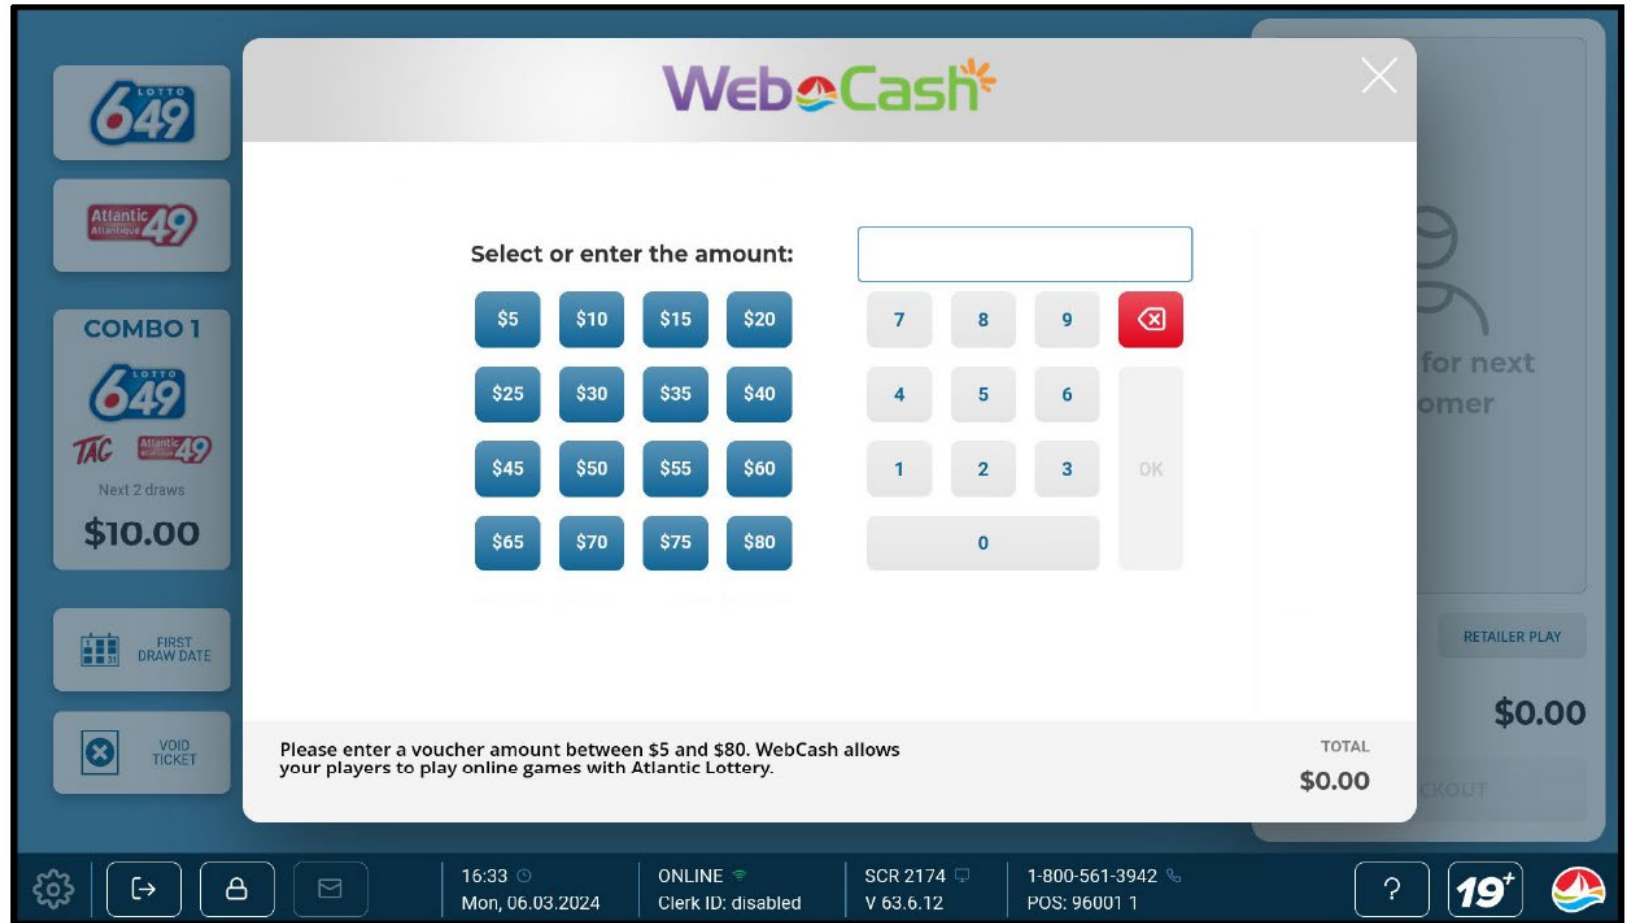 WebCash
LOTTO
649
Atlantic
Atlantique 49
COMBO 1
LOTTO
649
TAG Atlantic 49
Next 2 draws
$10.00
FIRST
DRAW DATE
VOID
TICKET
Select or enter the amount:
$5 $10 $15 $20
$25 $30 $35 $40
$45 $50 $55 $60
$65 $70 $75 $80
7 8 9
4 5 6
1 2 3 OK
0
Please enter a voucher amount between $5 and $80. WebCash allows
your players to play online games with Atlantic Lottery.
TOTAL
$0.00
for next
omer
RETAILER PLAY
$0.00
CKOUT
16:33
Mon, 06.03.2024
ONLINE
Clerk ID: disabled
SCR 2174
V 63.6.12
1-800-561-3942
POS: 96001 1
?
19+